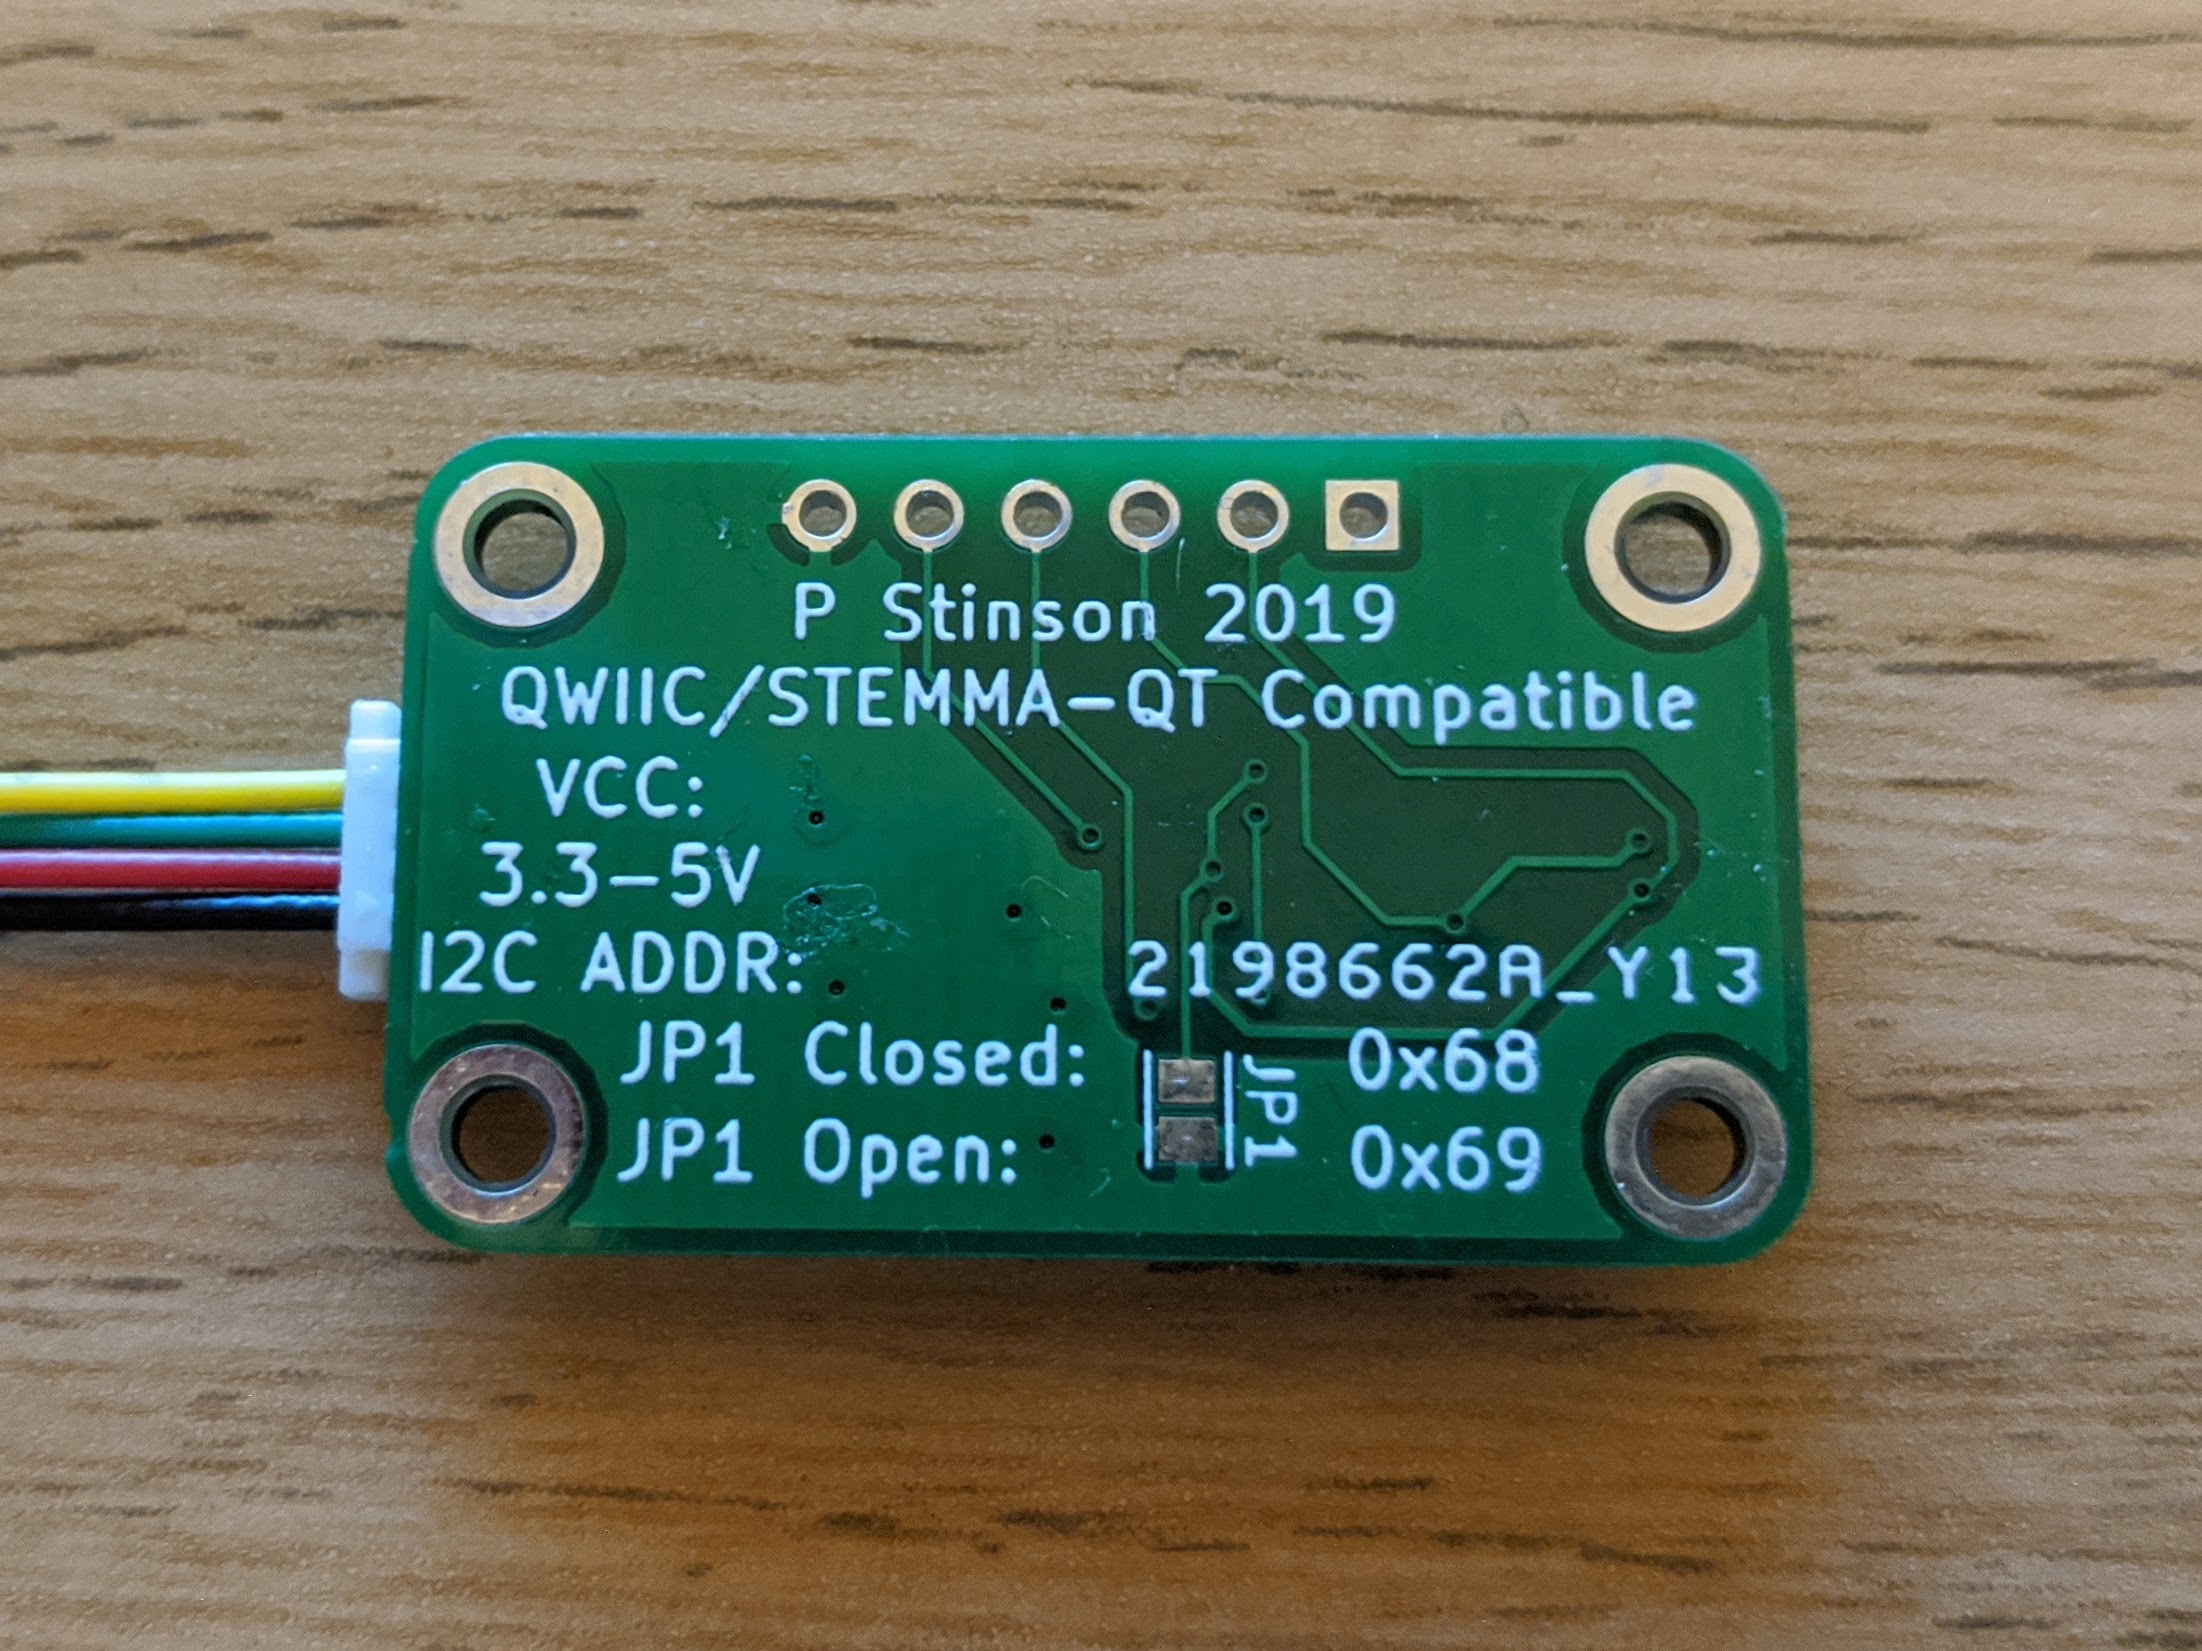 P Stinson 2019
QWIIC/STEMMA-QT Compatible
VCC:
3.3-5V
I2C ADDR:
2198662A_Y13
JP1 Closed: 0x68
JP1 Open: 0x69
JP1